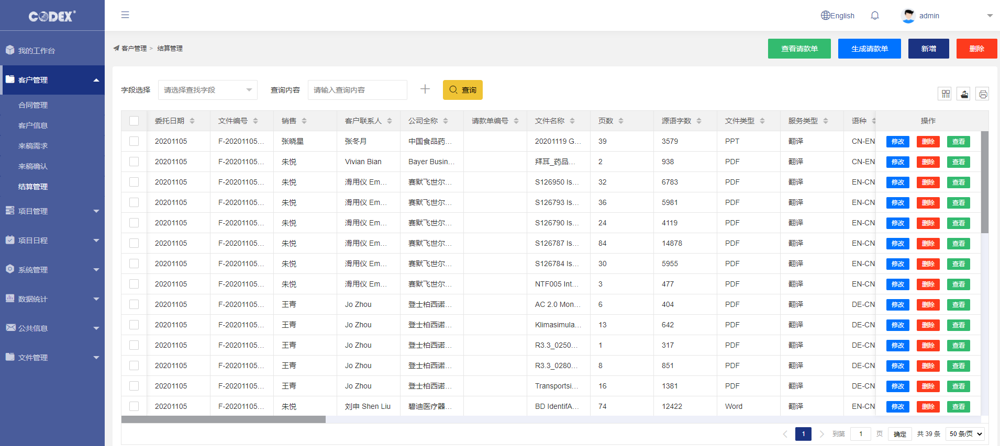 CODEX®
English
admin
我的工作台
客户管理
合同管理
客户信息
来稿需求
来稿确认
结算管理
项目管理
项目日程
系统管理
数据统计
公共信息
文件管理
客户管理 > 结算管理
查看请款单 生成请款单 新增 删除
字段选择 请选择查找字段 查询内容 请输入查询内容 查询
委托日期 文件编号 销售 客户联系人 公司全称 请款单编号 文件名称 页数 源语字数 文件类型 服务类型 语种 操作
20201105 F-20201105... 张晓星 张冬月 中国食品药... 20201119 G... 39 3579 PPT 翻译 CN-EN 修改 删除 查看
20201105 F-20201105... 朱悦 Vivian Bian Bayer Busin... 拜耳_药品... 2 938 PDF 翻译 CN-EN 修改 删除 查看
20201105 F-20201105... 朱悦 滑用仪 Em... 赛默飞世尔... S126950 Is... 32 6783 PDF 翻译 EN-CN 修改 删除 查看
20201105 F-20201105... 朱悦 滑用仪 Em... 赛默飞世尔... S126793 Is... 36 5981 PDF 翻译 EN-CN 修改 删除 查看
20201105 F-20201105... 朱悦 滑用仪 Em... 赛默飞世尔... S126790 Is... 24 4119 PDF 翻译 EN-CN 修改 删除 查看
20201105 F-20201105... 朱悦 滑用仪 Em... 赛默飞世尔... S126787 Is... 84 14878 PDF 翻译 EN-CN 修改 删除 查看
20201105 F-20201105... 朱悦 滑用仪 Em... 赛默飞世尔... S126784 Is... 30 5955 PDF 翻译 EN-CN 修改 删除 查看
20201105 F-20201105... 朱悦 滑用仪 Em... 赛默飞世尔... NTF005 Int... 3 477 PDF 翻译 EN-CN 修改 删除 查看
20201105 F-20201105... 王青 Jo Zhou 登士柏西诺... AC 2.0 Mon... 6 404 PDF 翻译 DE-CN 修改 删除 查看
20201105 F-20201105... 王青 Jo Zhou 登士柏西诺... Klimasimula... 13 642 PDF 翻译 DE-CN 修改 删除 查看
20201105 F-20201105... 王青 Jo Zhou 登士柏西诺... R3.3_0250... 1 317 PDF 翻译 DE-CN 修改 删除 查看
20201105 F-20201105... 王青 Jo Zhou 登士柏西诺... R3.3_0280... 8 851 PDF 翻译 DE-CN 修改 删除 查看
20201105 F-20201105... 王青 Jo Zhou 登士柏西诺... Transportsi... 16 1381 PDF 翻译 DE-CN 修改 删除 查看
20201105 F-20201105... 朱悦 刘申 Shen Liu 碧迪医疗器... BD IdentifA... 74 12422 Word 翻译 EN-CN 修改 删除 查看
1 到第 1 页 确定 共 39 条 50 条/页